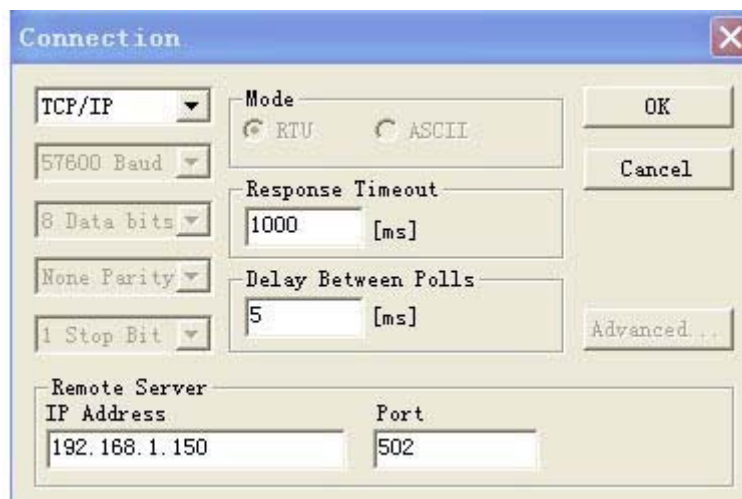 Connection
TCP/IP
57600 Baud
8 Data bits
None Parity
1 Stop Bit
Mode
RTU ASCII
Response Timeout
1000 [ms]
Delay Between Polls
5 [ms]
OK
Cancel
Advanced ..
Remote Server
IP Address Port
192.168.1.150 502